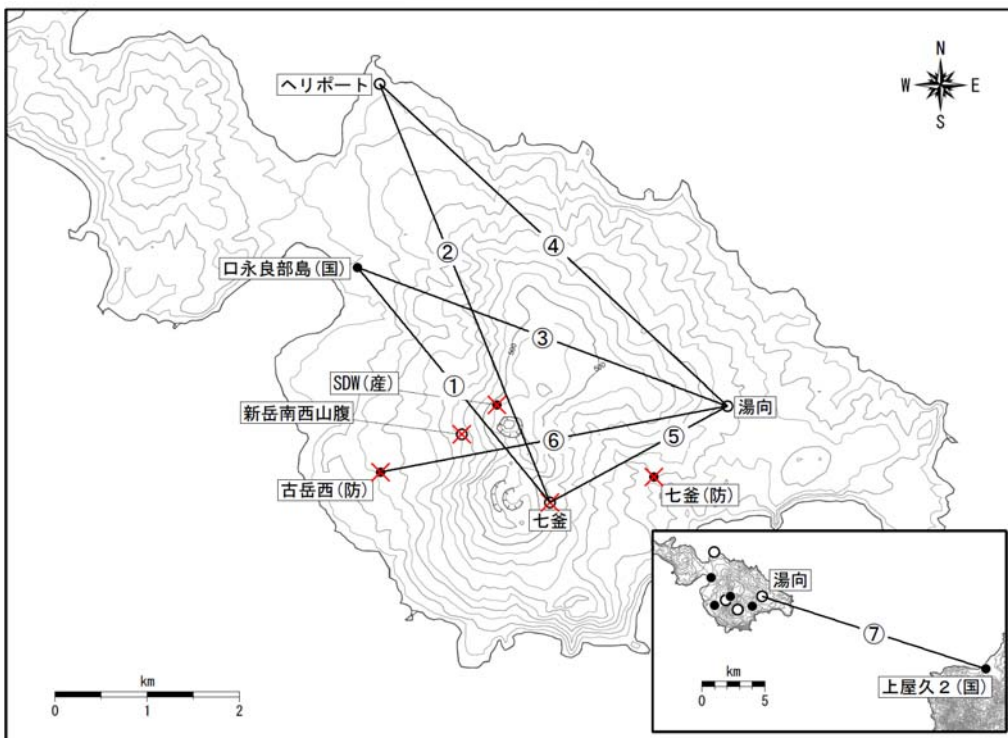 N
W E
S
ヘリポート
④
②
口永良部島(国)
③
500
500
SDW(産)
①
新岳南西山腹
湯向
⑥
⑤
古岳西(防)
七釜(防)
七釜
km
0 1 2
湯向
⑦
km
0 5
上屋久2(国)